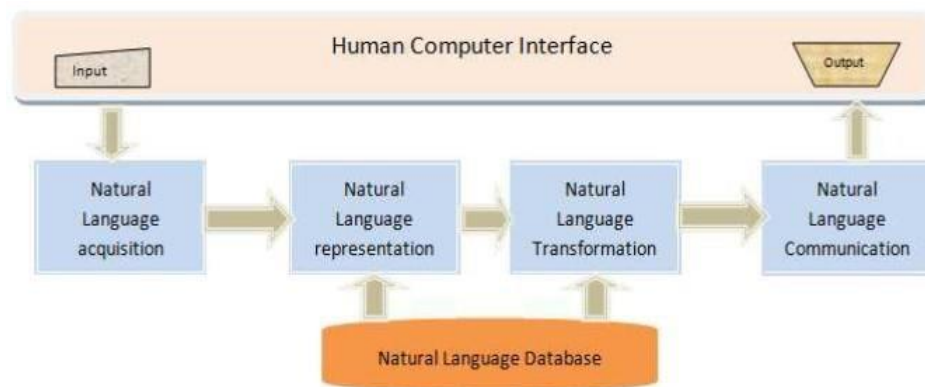 Human Computer Interface
Input
Output
Natural
Language
acquisition
Natural
Language
representation
Natural
Language
Transformation
Natural
Language
Communication
Natural Language Database